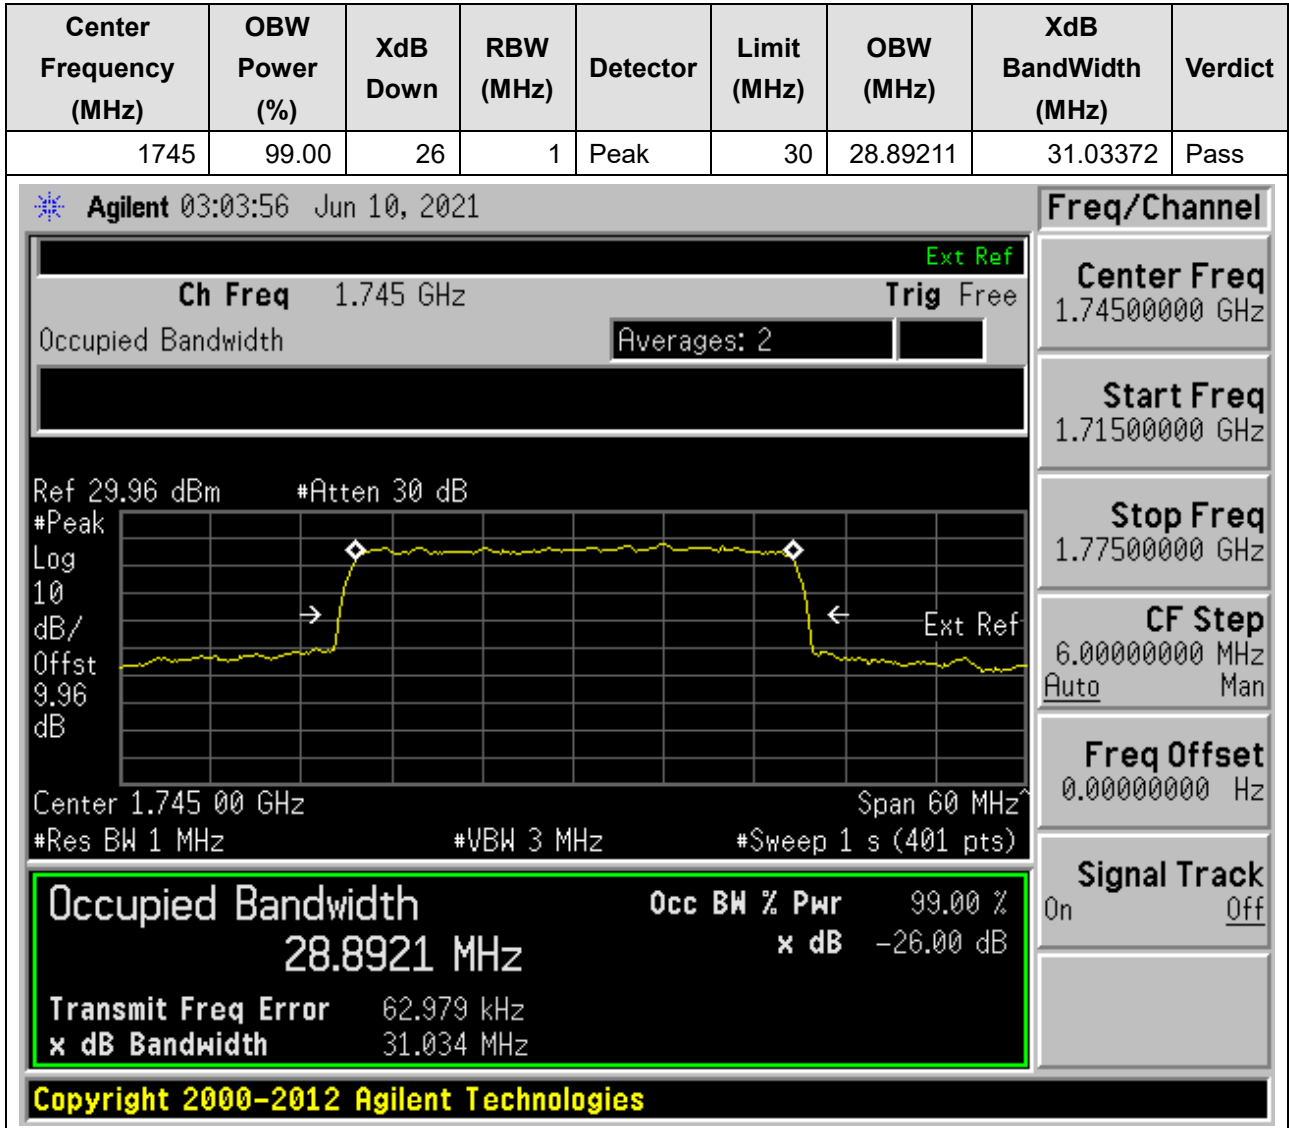 Center Frequency (MHz) OBW Power (%) XdB Down RBW (MHz) Detector Limit (MHz) OBW (MHz) XdB BandWidth (MHz) Verdict
1745 99.00 26 1 Peak 30 28.89211 31.03372 Pass
Agilent 03:03:56 Jun 10, 2021
Ext Ref
Ch Freq 1.745 GHz Trig Free
Occupied Bandwidth Averages: 2
Ref 29.96 dBm #Atten 30 dB
#Peak
Log
10
dB/
Offst
9.96
dB
Ext Ref
Center 1.745 00 GHz Span 60 MHz^
#Res BW 1 MHz #VBW 3 MHz #Sweep 1 s (401 pts)
Occupied Bandwidth
28.8921 MHz
Occ BW % Pwr 99.00 %
x dB -26.00 dB
Transmit Freq Error 62.979 kHz
x dB Bandwidth 31.034 MHz
Copyright 2000-2012 Agilent Technologies
Freq/Channel
Center Freq
1.74500000 GHz
Start Freq
1.71500000 GHz
Stop Freq
1.77500000 GHz
CF Step
6.00000000 MHz
Auto Man
Freq Offset
0.00000000 Hz
Signal Track
On Off